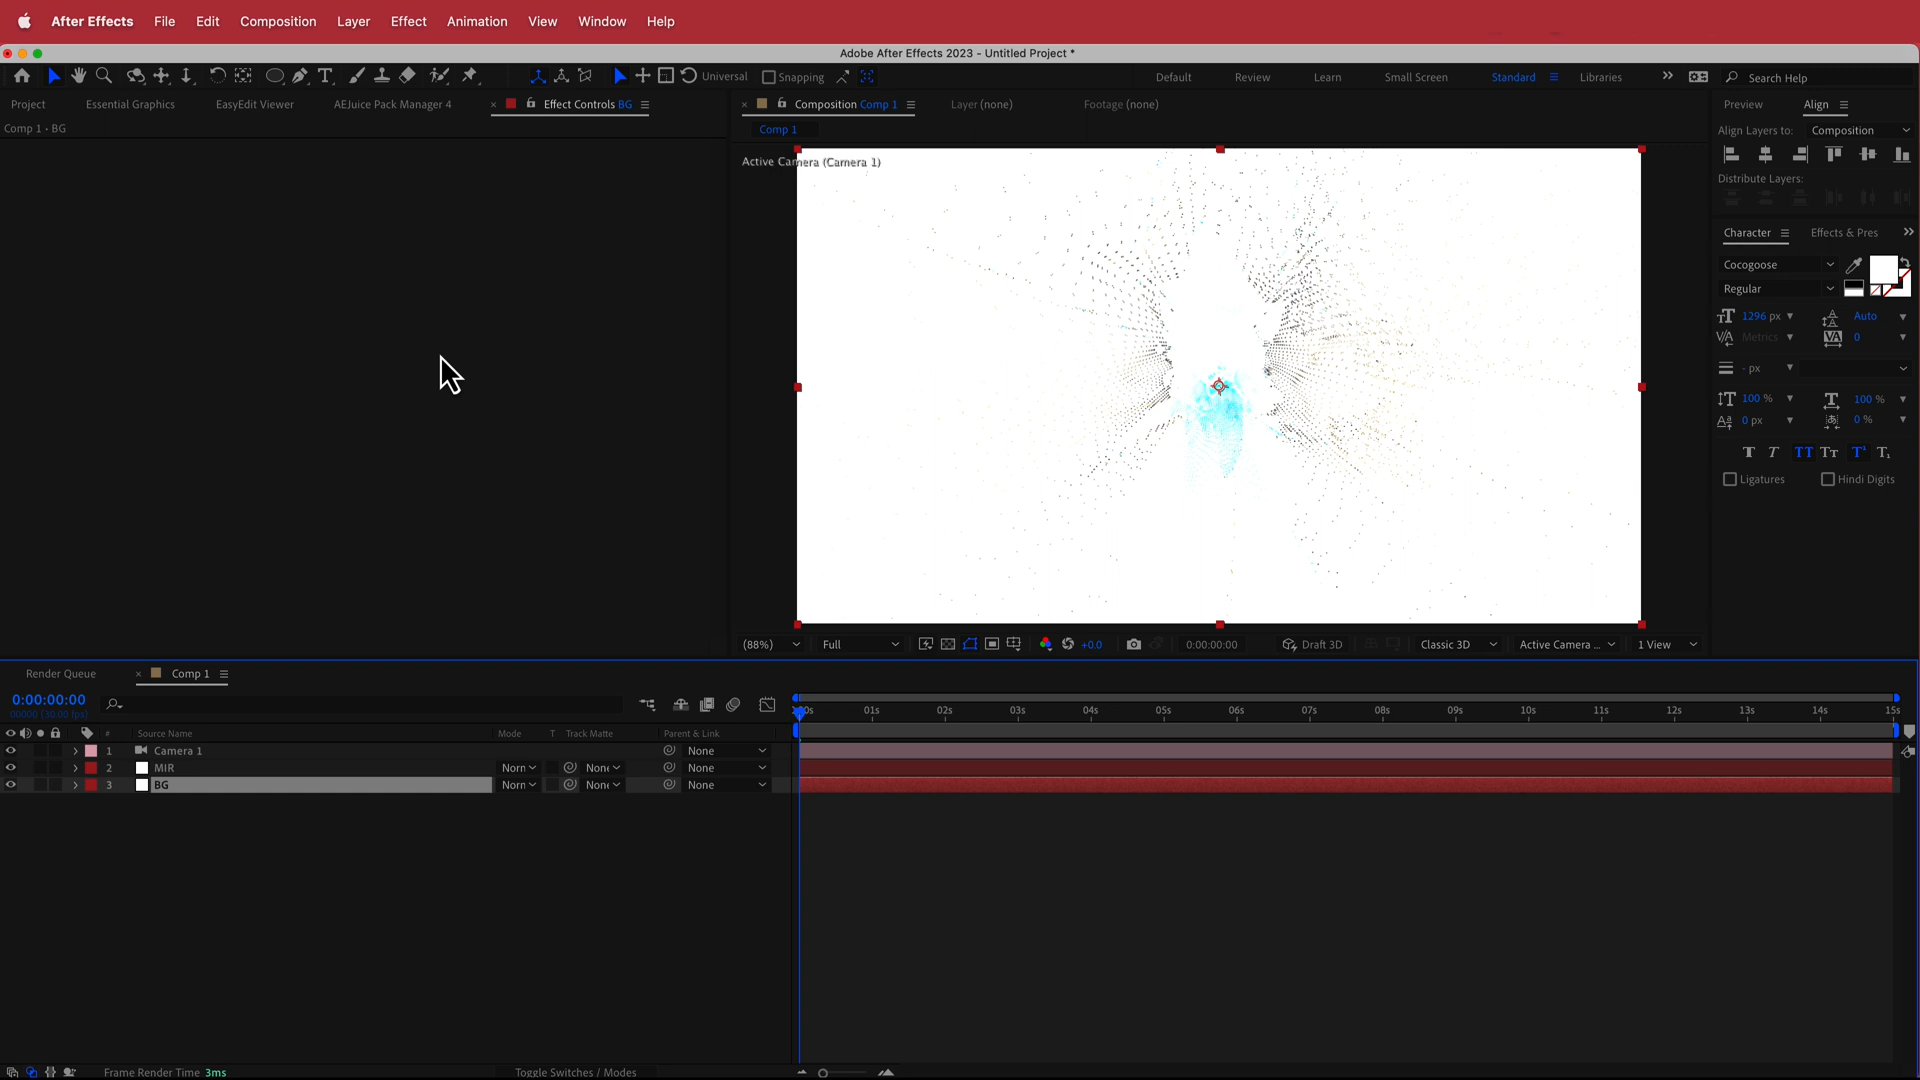 After Effects File Edit Composition Layer Effect Animation View Window Help
Adobe After Effects 2023 - Untitled Project *
Universal Snapping Default Review Learn Small Screen Standard Libraries Search Help
Project Essential Graphics EasyEdit Viewer AEJuice Pack Manager 4 Effect Controls BG Composition Comp 1 Layer (none) Footage (none) Preview Align
Comp 1 • BG
Comp 1
Align Layers to: Composition
Active Camera (Camera 1)
Distribute Layers:
Character Effects & Pres
Cocogoose
Regular
1296 px Auto
Metrics 0
- px
100 % 100 %
0 px 0 %
Ligatures Hindi Digits
(88%) Full +0.0 0:00:00:00 Draft 3D Classic 3D Active Camera ... 1 View
Render Queue Comp 1
0:00:00:00
00000 (30.00 fps)
01s 02s 03s 04s 05s 06s 07s 08s 09s 10s 11s 12s 13s 14s 15s
# Source Name Mode T Track Matte Parent & Link
1 Camera 1 None
2 MIR None
3 BG None
Frame Render Time 3ms Toggle Switches / Modes